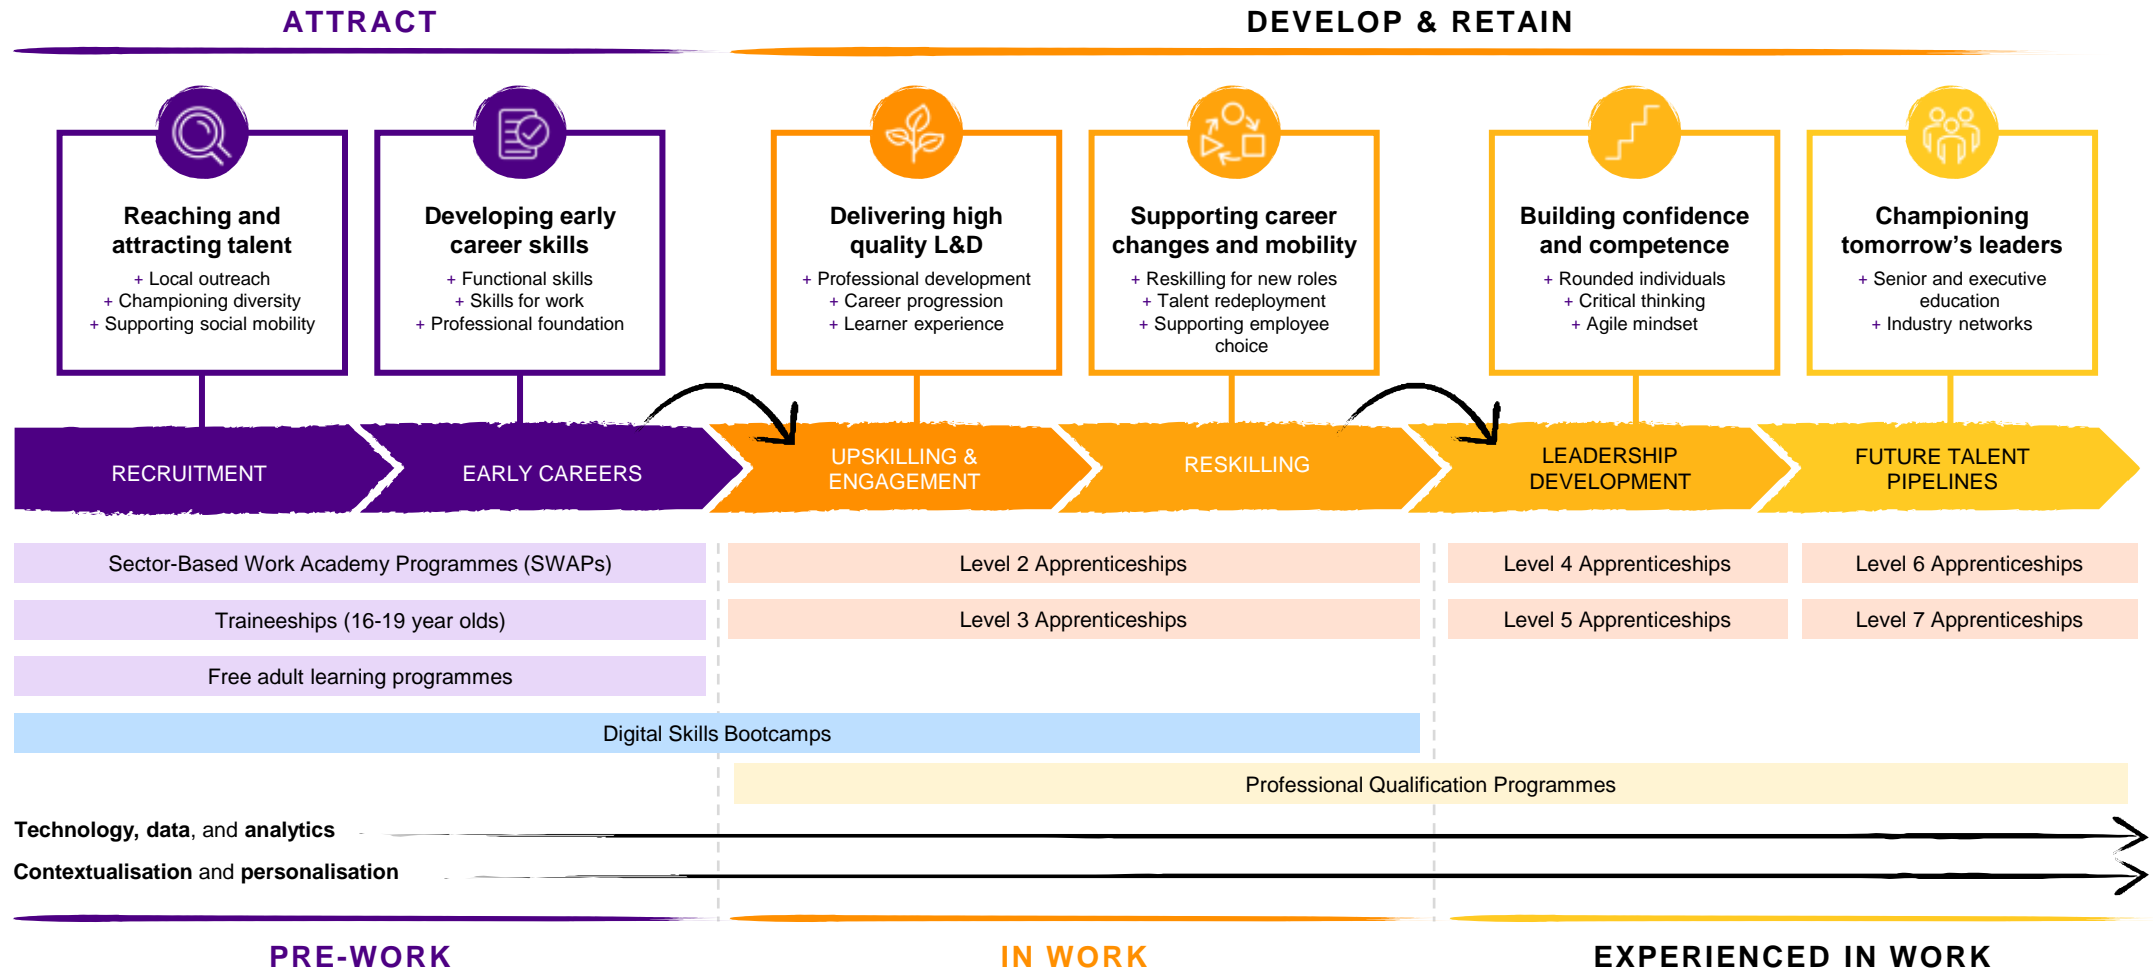 ATTRACT
DEVELOP & RETAIN
Reaching and
attracting talent
+ Local outreach
+ Championing diversity
+ Supporting social mobility
Developing early
career skills
+ Functional skills
+ Skills for work
+ Professional foundation
Delivering high
quality L&D
+ Professional development
+ Career progression
+ Learner experience
Supporting career
changes and mobility
+ Reskilling for new roles
+ Talent redeployment
+ Supporting employee
choice
Building confidence
and competence
+ Rounded individuals
+ Critical thinking
+ Agile mindset
Championing
tomorrow’s leaders
+ Senior and executive
education
+ Industry networks
RECRUITMENT
EARLY CAREERS
UPSKILLING &
ENGAGEMENT
RESKILLING
LEADERSHIP
DEVELOPMENT
FUTURE TALENT
PIPELINES
Sector-Based Work Academy Programmes (SWAPs)
Level 2 Apprenticeships
Level 4 Apprenticeships
Level 6 Apprenticeships
Traineeships (16-19 year olds)
Level 3 Apprenticeships
Level 5 Apprenticeships
Level 7 Apprenticeships
Free adult learning programmes
Digital Skills Bootcamps
Professional Qualification Programmes
Technology, data, and analytics
Contextualisation and personalisation
PRE-WORK
IN WORK
EXPERIENCED IN WORK